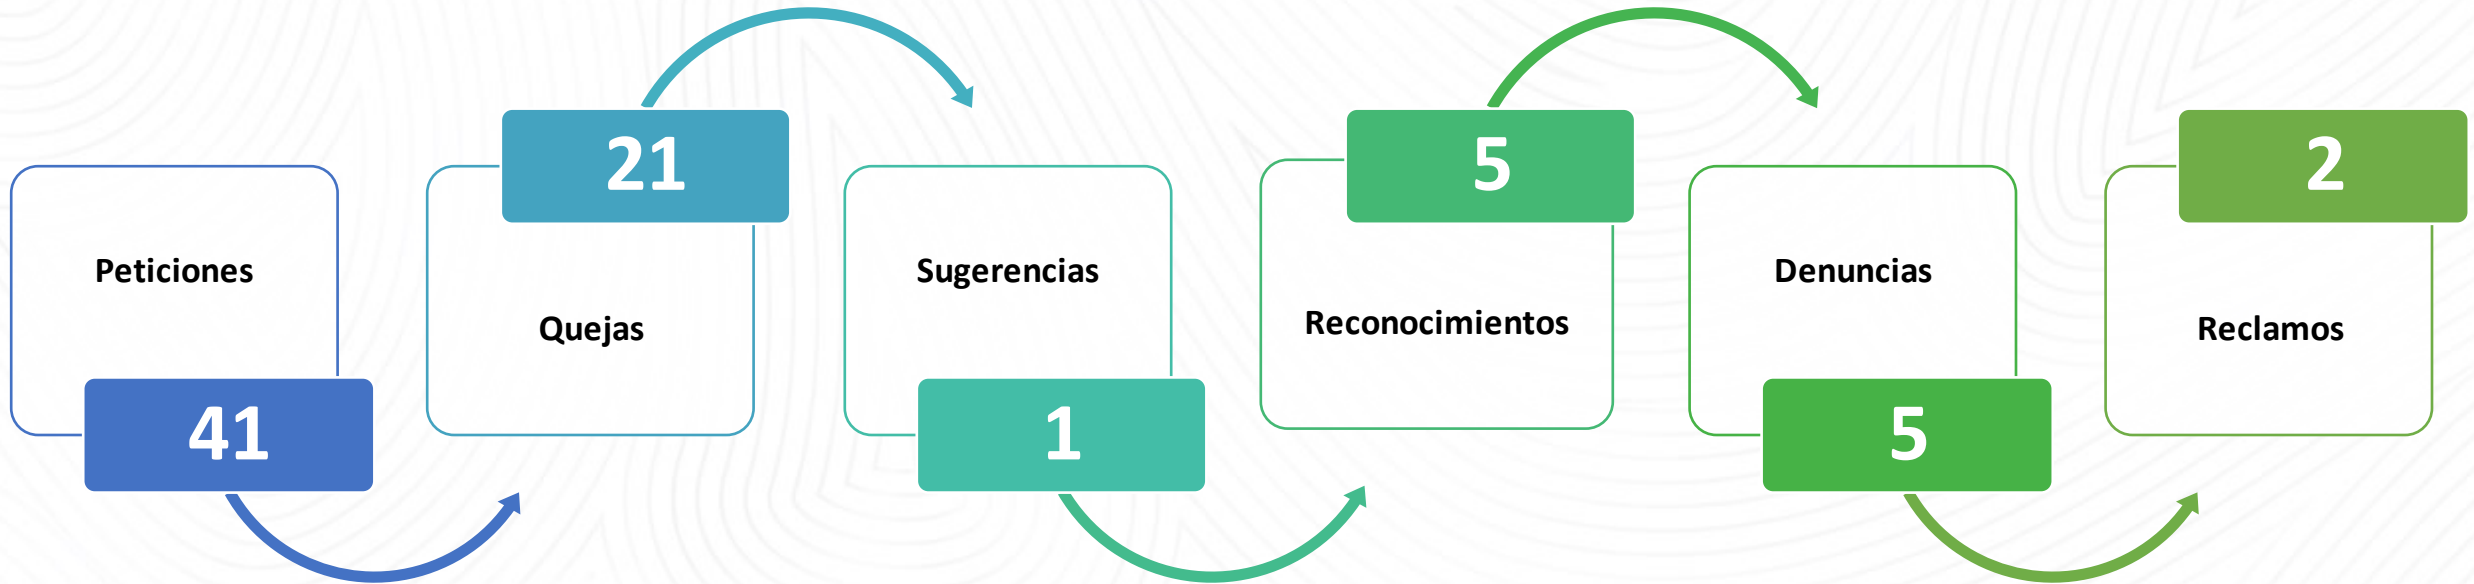 Peticiones
41
21
Quejas
Sugerencias
1
5
Reconocimientos
Denuncias
5
2
Reclamos